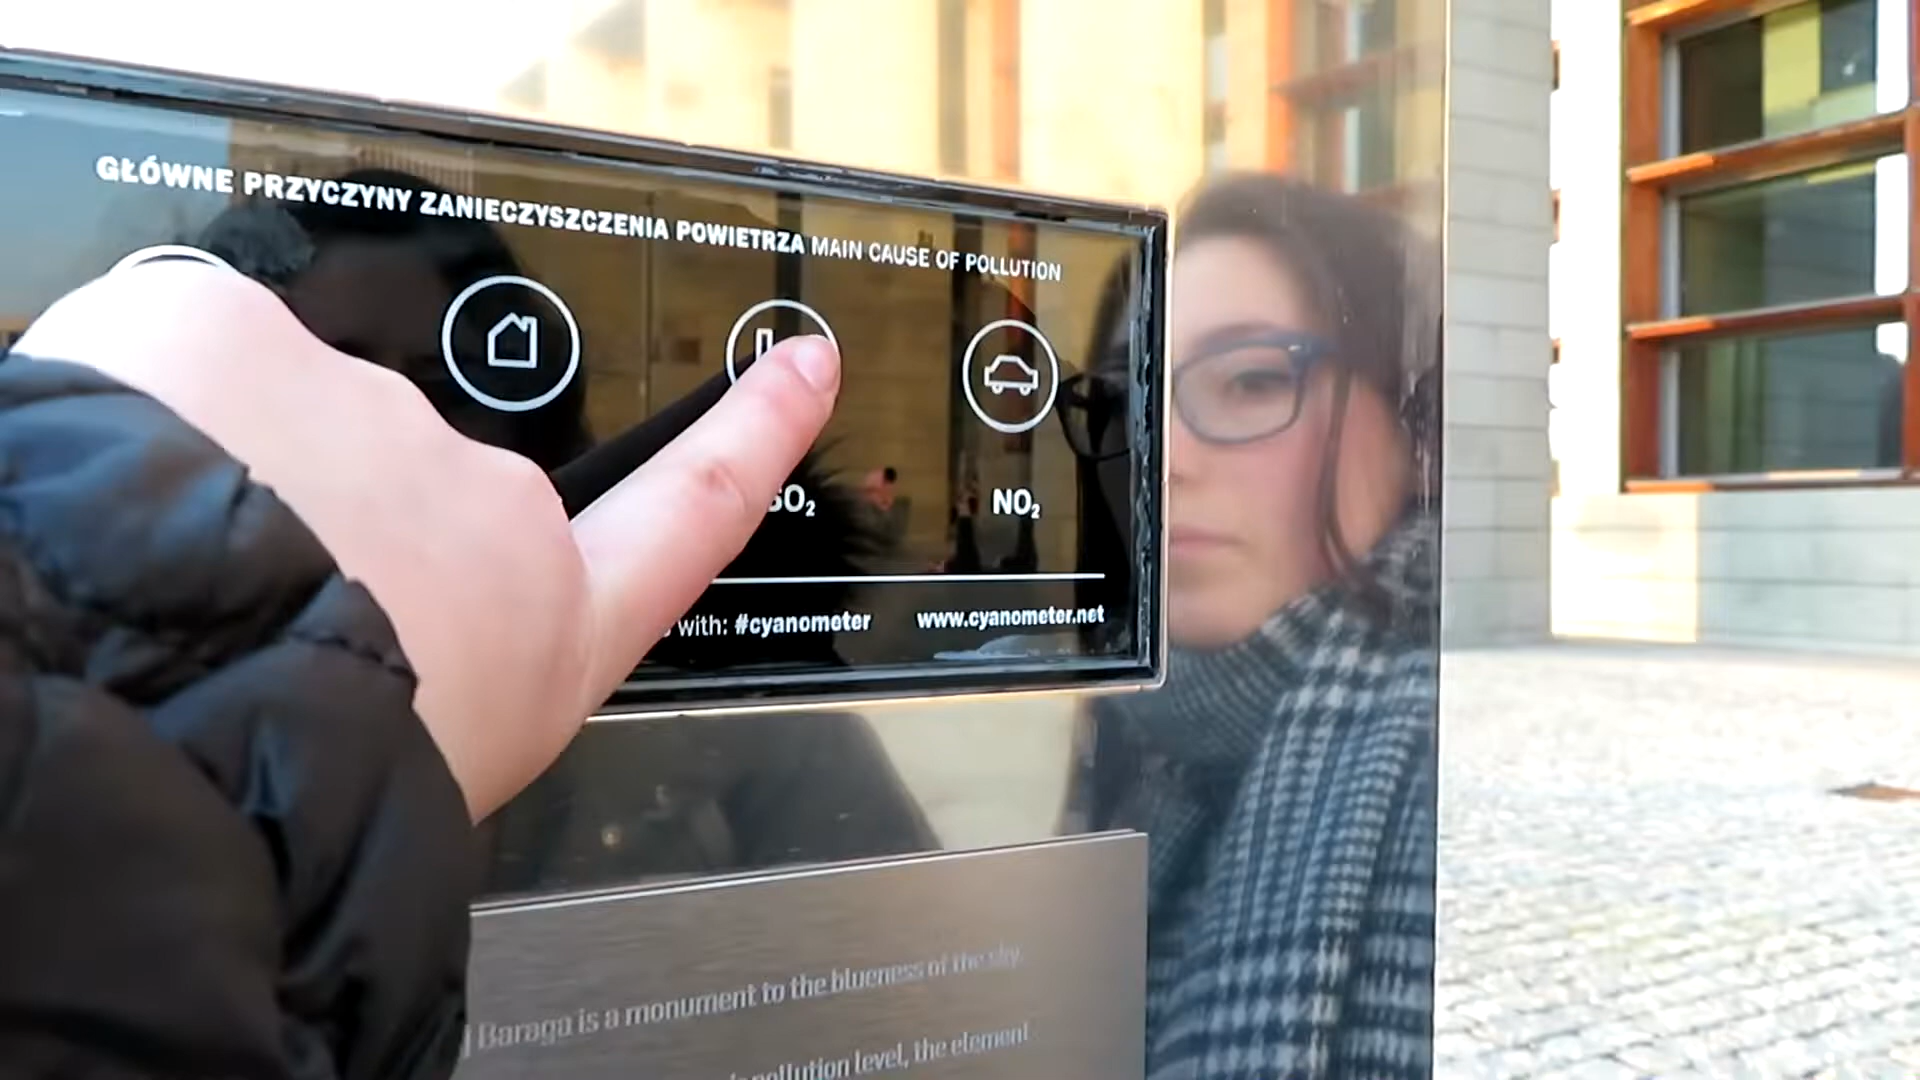 GŁÓWNE PRZYCZYNY ZANIECZYSZCZENIA POWIETRZA MAIN CAUSE OF POLLUTION
SO₂ NO₂
with: #cyanometer www.cyanometer.net
Baraga is a monument to the blueness of the sky.
pollution level, the element